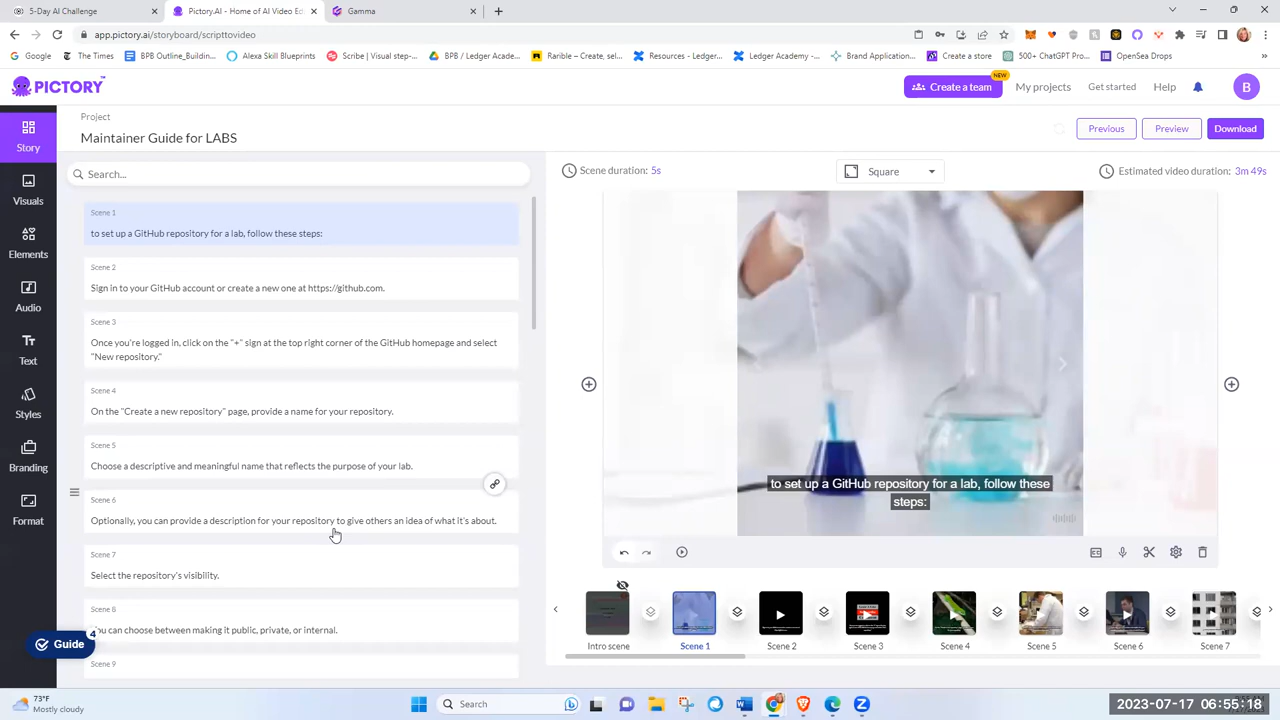 5-Day AI Challenge
Pictory.AI - Home of AI Video Ed
Gamma
app.pictory.ai/storyboard/scripttovideo
Google
The Times
BPB Outline_Building...
Alexa Skill Blueprints
Scribe | Visual step-...
BPB / Ledger Acade...
Rarible – Create, sel...
Resources - Ledger...
Ledger Academy -...
Brand Application...
Create a store
500+ ChatGPT Pro...
OpenSea Drops
PICTORY
Create a team
NEW
My projects
Get started
Help
B
Project
Maintainer Guide for LABS
Previous
Preview
Download
Story
Visuals
Elements
Audio
Text
Styles
Branding
Format
Search...
Scene duration: 5s
Square
Estimated video duration: 3m 49s
Scene 1
to set up a GitHub repository for a lab, follow these steps:
Scene 2
Sign in to your GitHub account or create a new one at https://github.com.
Scene 3
Once you're logged in, click on the "+" sign at the top right corner of the GitHub homepage and select
"New repository."
Scene 4
On the "Create a new repository" page, provide a name for your repository.
Scene 5
Choose a descriptive and meaningful name that reflects the purpose of your lab.
Scene 6
Optionally, you can provide a description for your repository to give others an idea of what it's about.
Scene 7
Select the repository's visibility.
Scene 8
ou can choose between making it public, private, or internal.
Scene 9
Guide
4
to set up a GitHub repository for a lab, follow these
steps:
Intro scene
Scene 1
Scene 2
Scene 3
Scene 4
Scene 5
Scene 6
Scene 7
73°F
Mostly cloudy
Search
2023-07-17 06:55:18